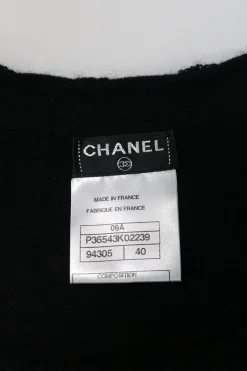 CHANEL
MADE IN FRANCE
FABRIQUE EN FRANCE
09A
P36543K02239
94305 40
COMPOSITION